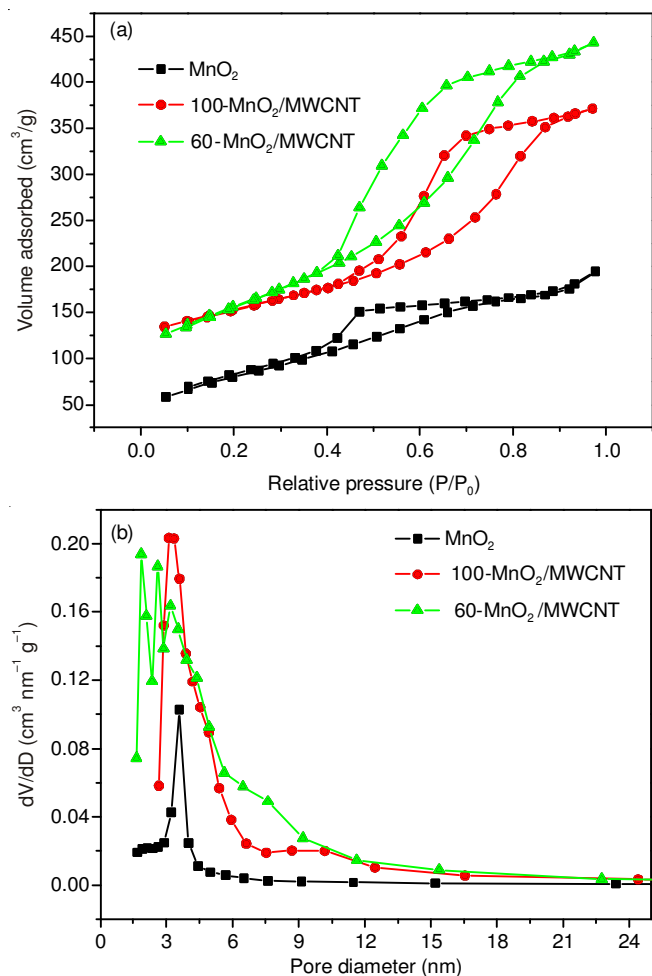 (a)
MnO₂
100-MnO₂/MWCNT
60-MnO₂/MWCNT
Volume adsorbed (cm³/g)
450
400
350
300
250
200
150
100
50
0.0 0.2 0.4 0.6 0.8 1.0
Relative pressure (P/P₀)
(b)
MnO₂
100-MnO₂/MWCNT
60-MnO₂/MWCNT
dV/dD (cm³ nm⁻¹ g⁻¹)
0.20
0.16
0.12
0.08
0.04
0.00
0 3 6 9 12 15 18 21 24
Pore diameter (nm)